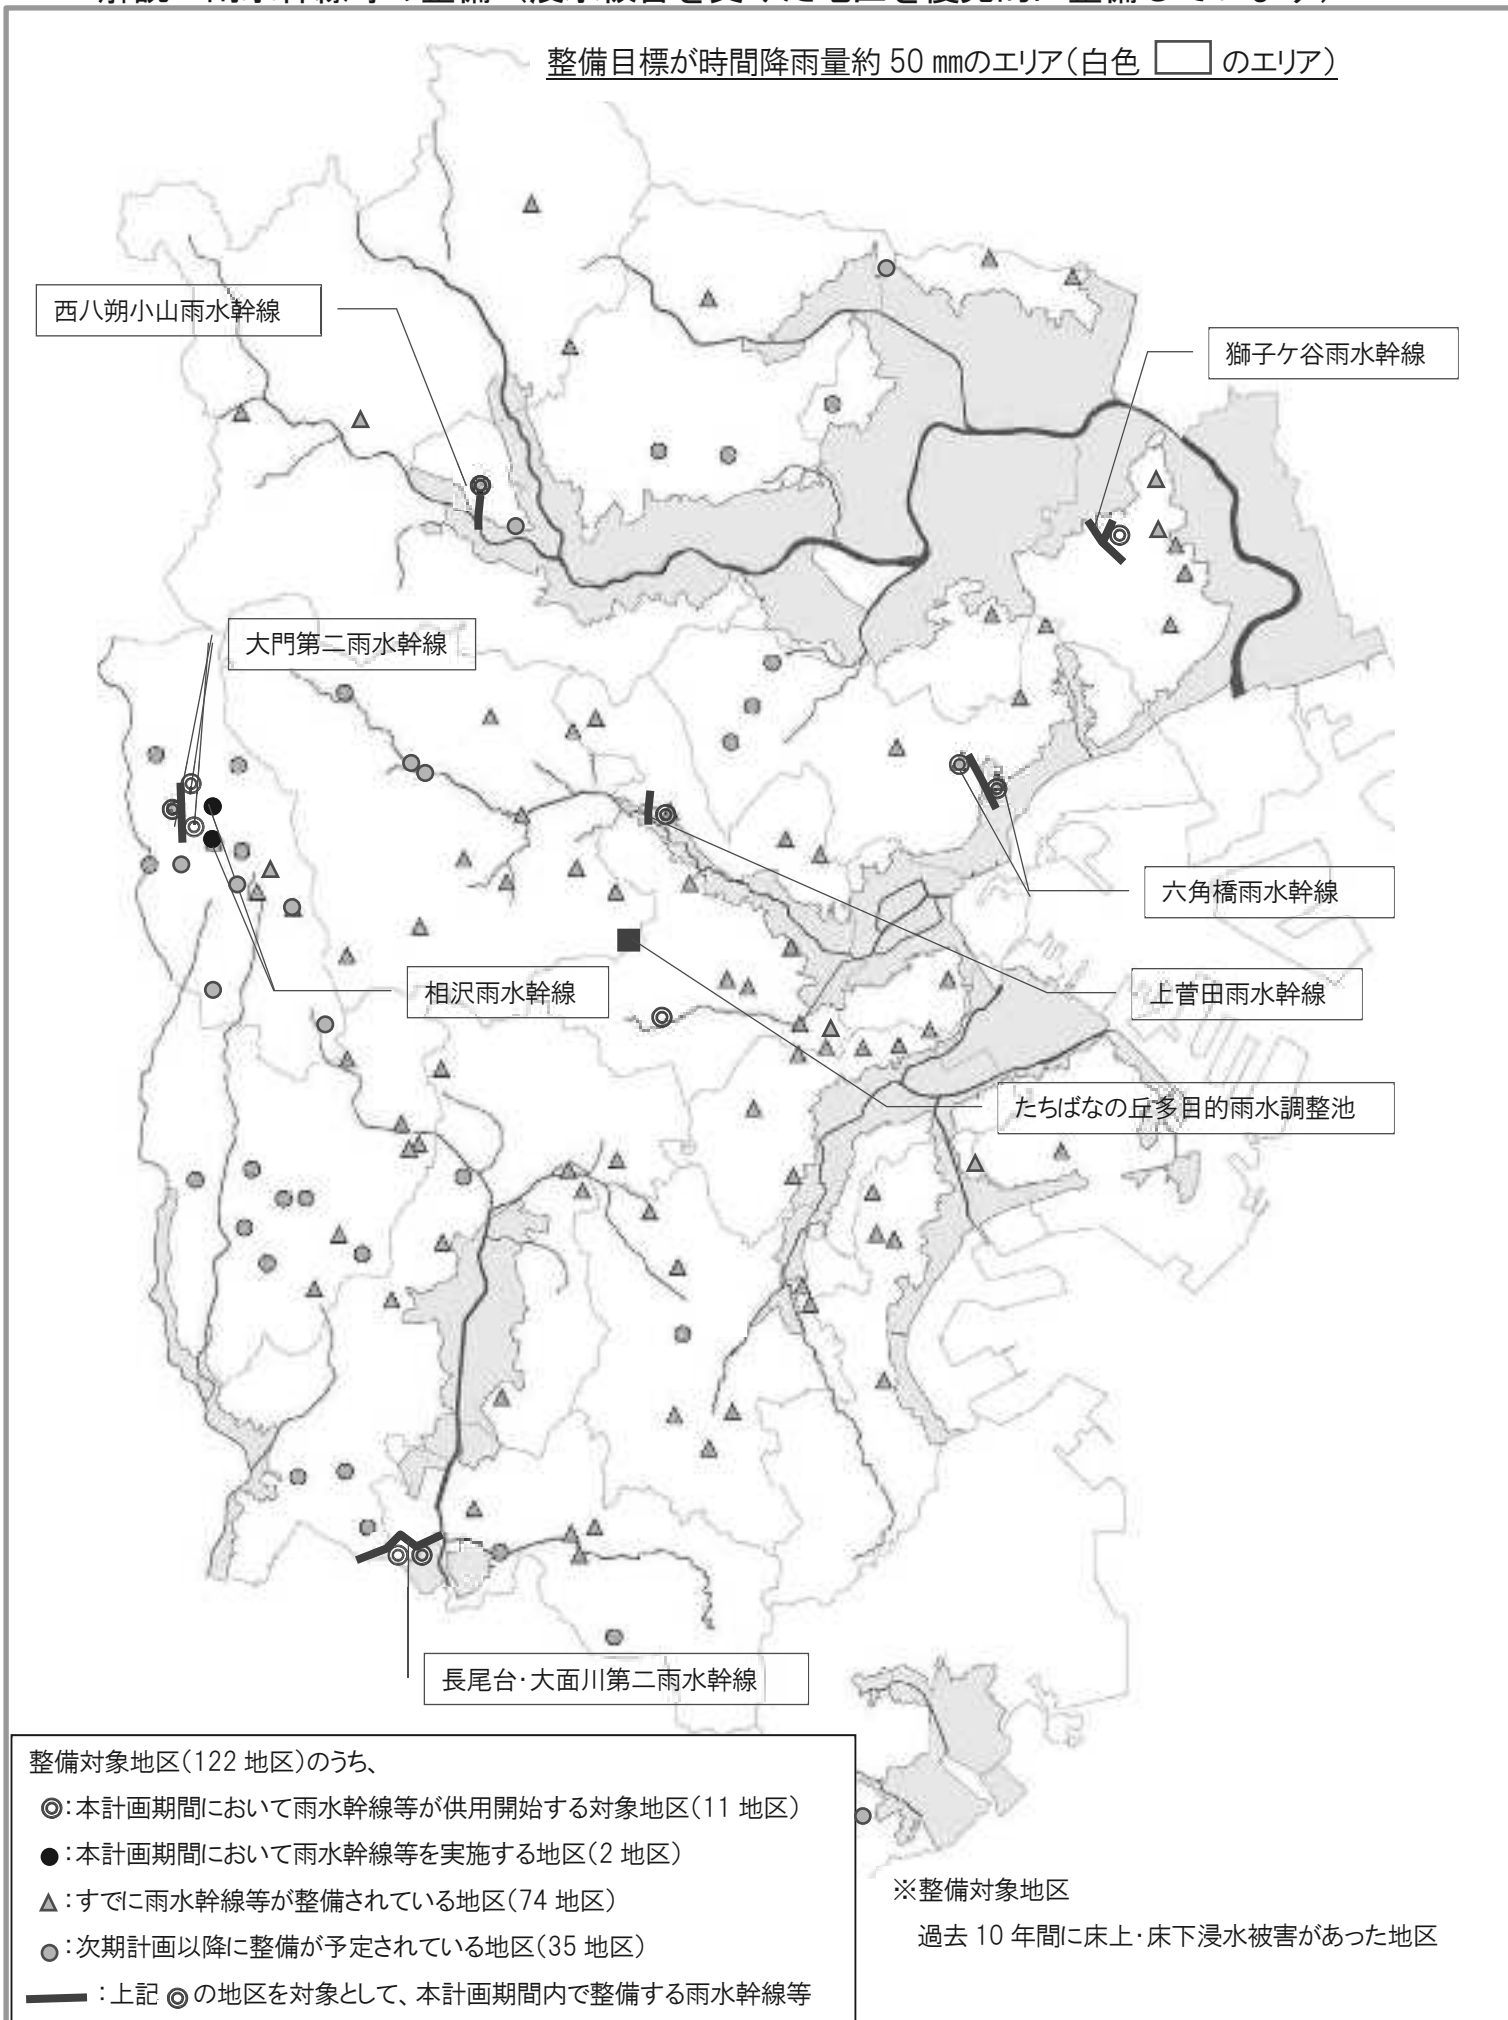 整備目標が時間降雨量約 50 mmのエリア(白色 のエリア)
西八朔小山雨水幹線
獅子ケ谷雨水幹線
大門第二雨水幹線
六角橋雨水幹線
相沢雨水幹線
上菅田雨水幹線
たちばなの丘多目的雨水調整池
長尾台・大面川第二雨水幹線
整備対象地区(122 地区)のうち、
◎:本計画期間において雨水幹線等が供用開始する対象地区(11 地区)
●:本計画期間において雨水幹線等を実施する地区(2 地区)
▲:すでに雨水幹線等が整備されている地区(74 地区)
●:次期計画以降に整備が予定されている地区(35 地区)
:上記 ◎ の地区を対象として、本計画期間内で整備する雨水幹線等
※整備対象地区
過去 10 年間に床上・床下浸水被害があった地区